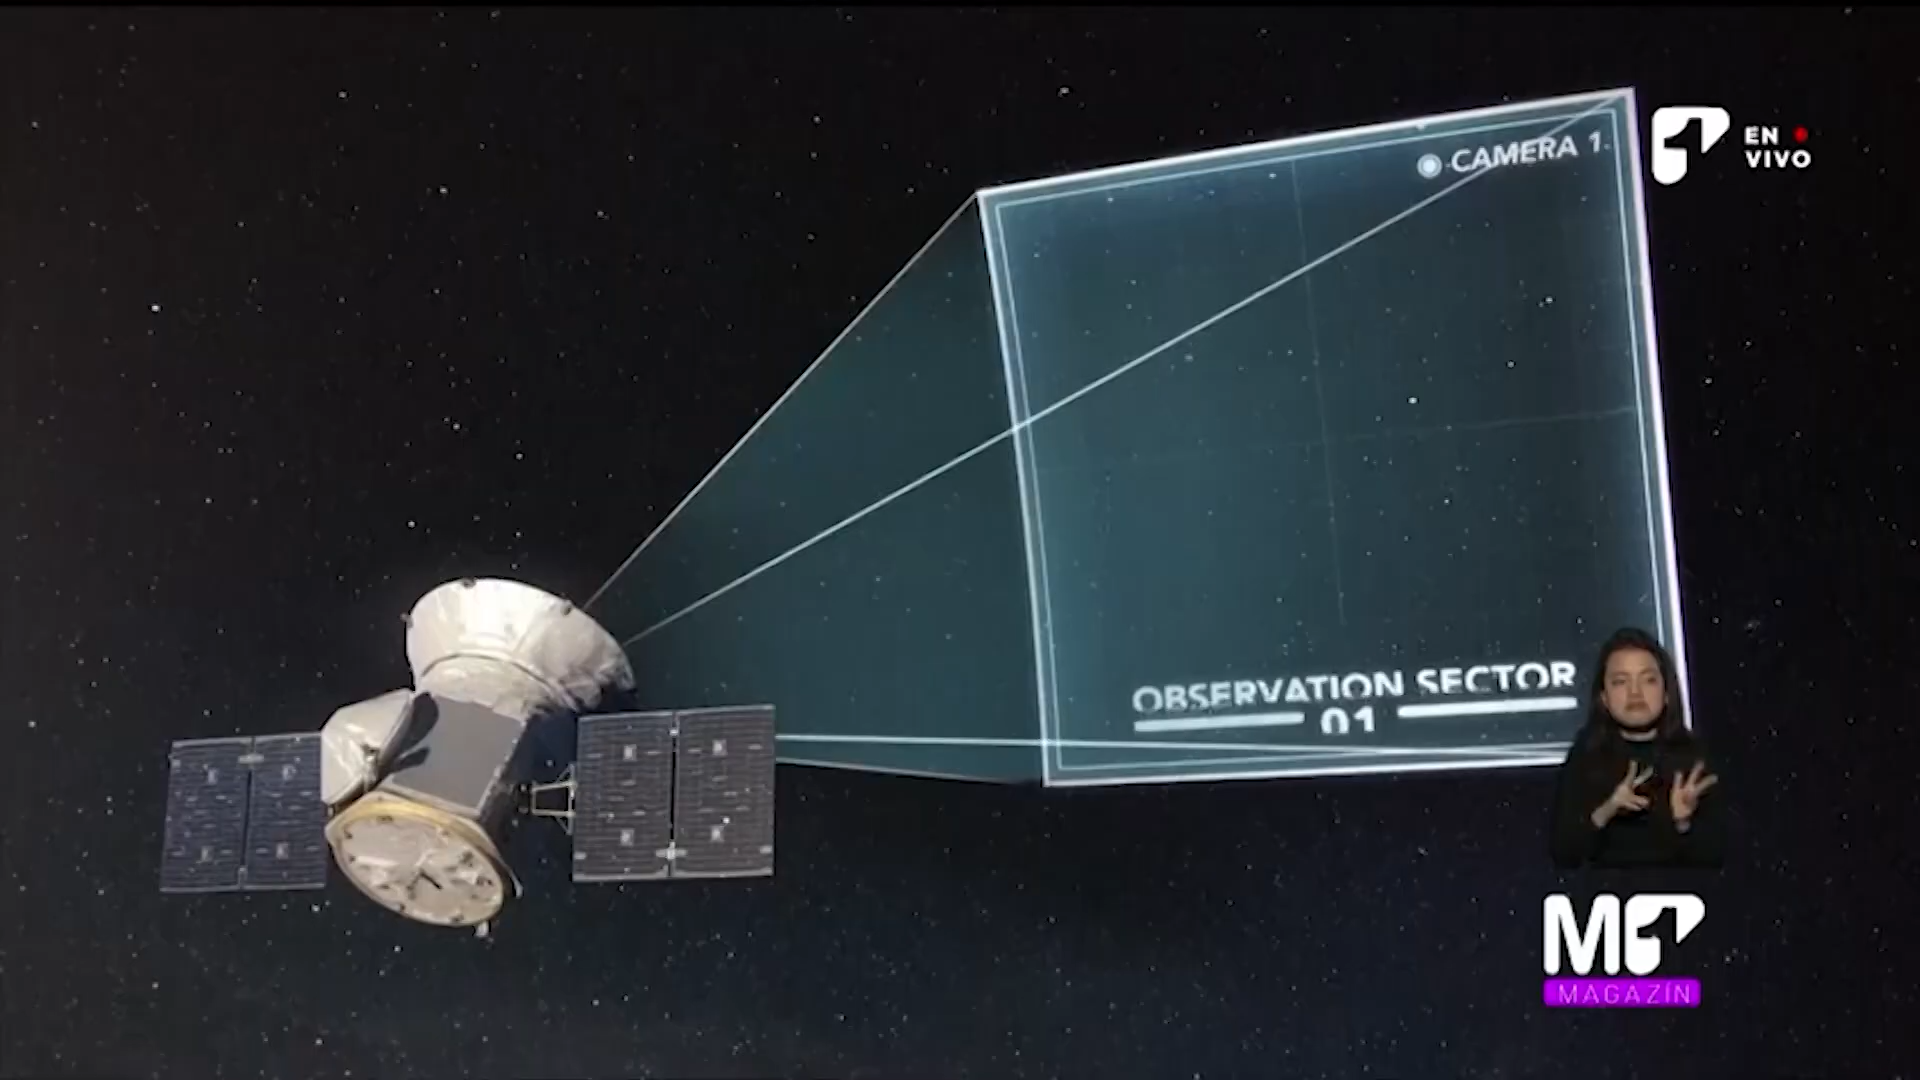 CAMERA 1
EN
VIVO
OBSERVATION SECTOR
01
M
MAGAZÍN